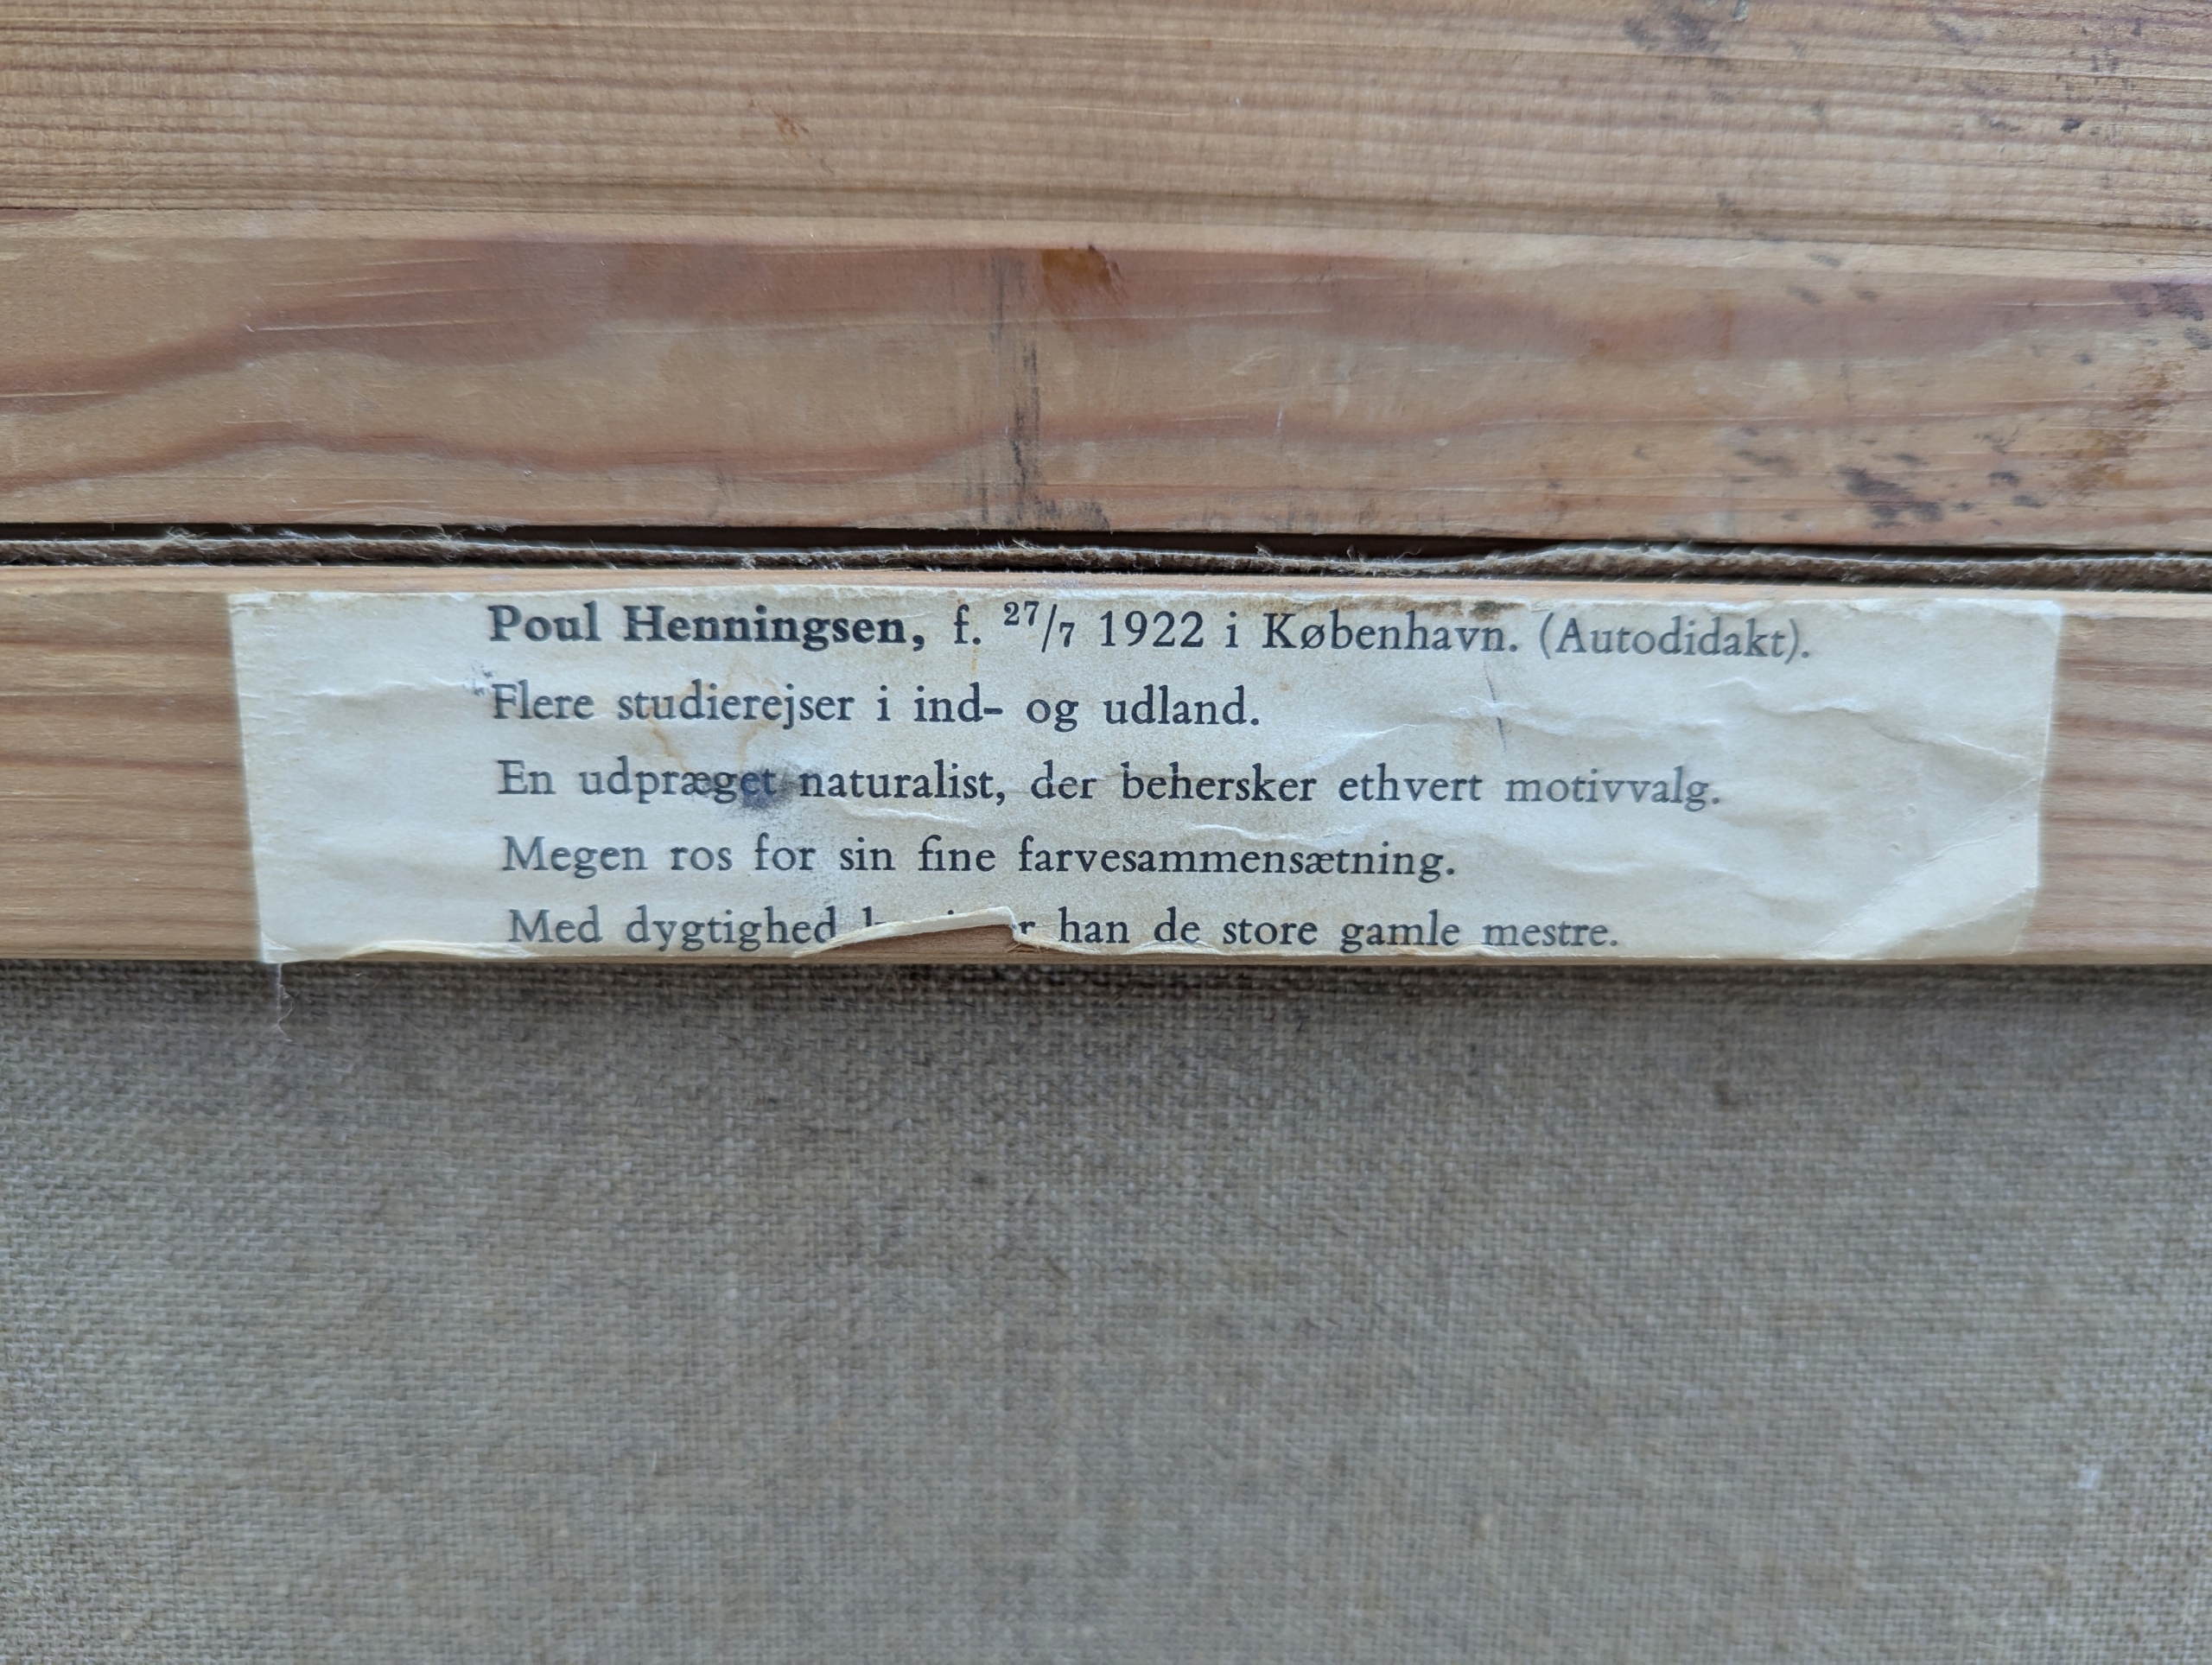 Poul Henningsen, f. 27/7 1922 i København. (Autodidakt).
Flere studierejser i ind- og udland.
En udpræget naturalist, der behersker ethvert motivvalg.
Megen ros for sin fine farvesammensætning.
Med dygtighed han de store gamle mestre.